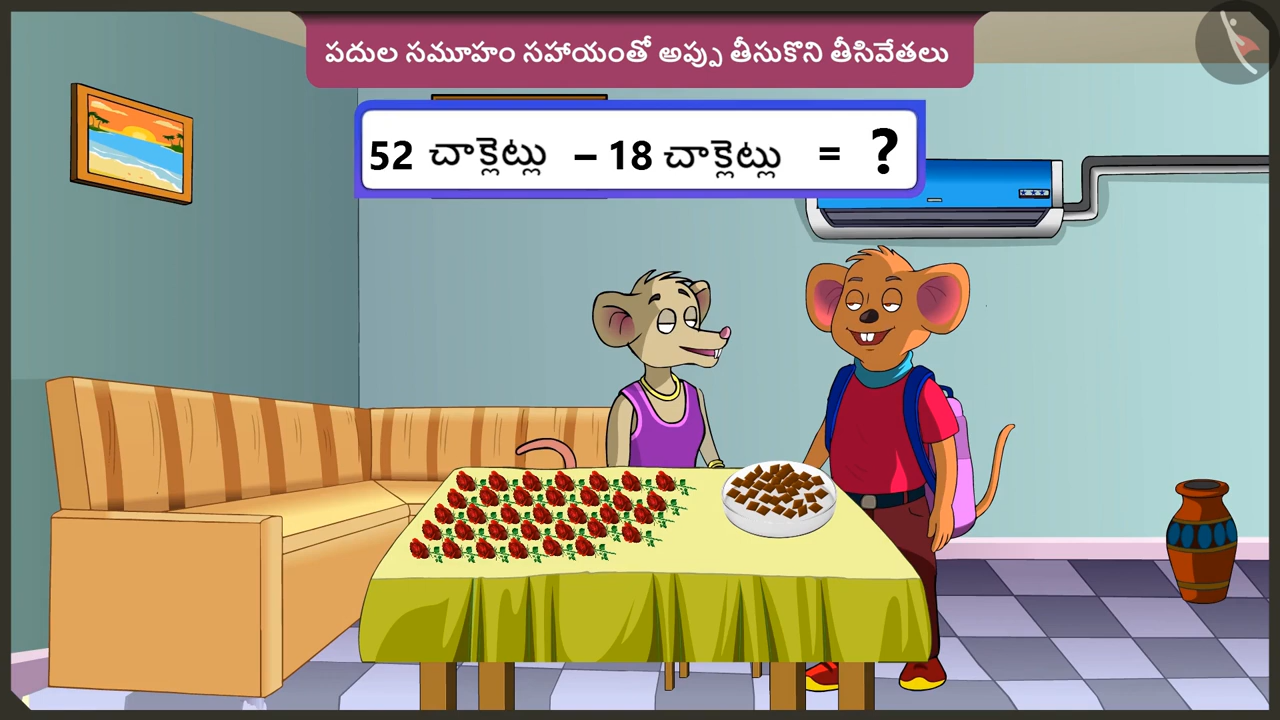 పదుల సమూహం సహాయంతో అప్పు తీసుకొని తీసివేతలు
52 చాక్లెట్లు – 18 చాక్లెట్లు = ?